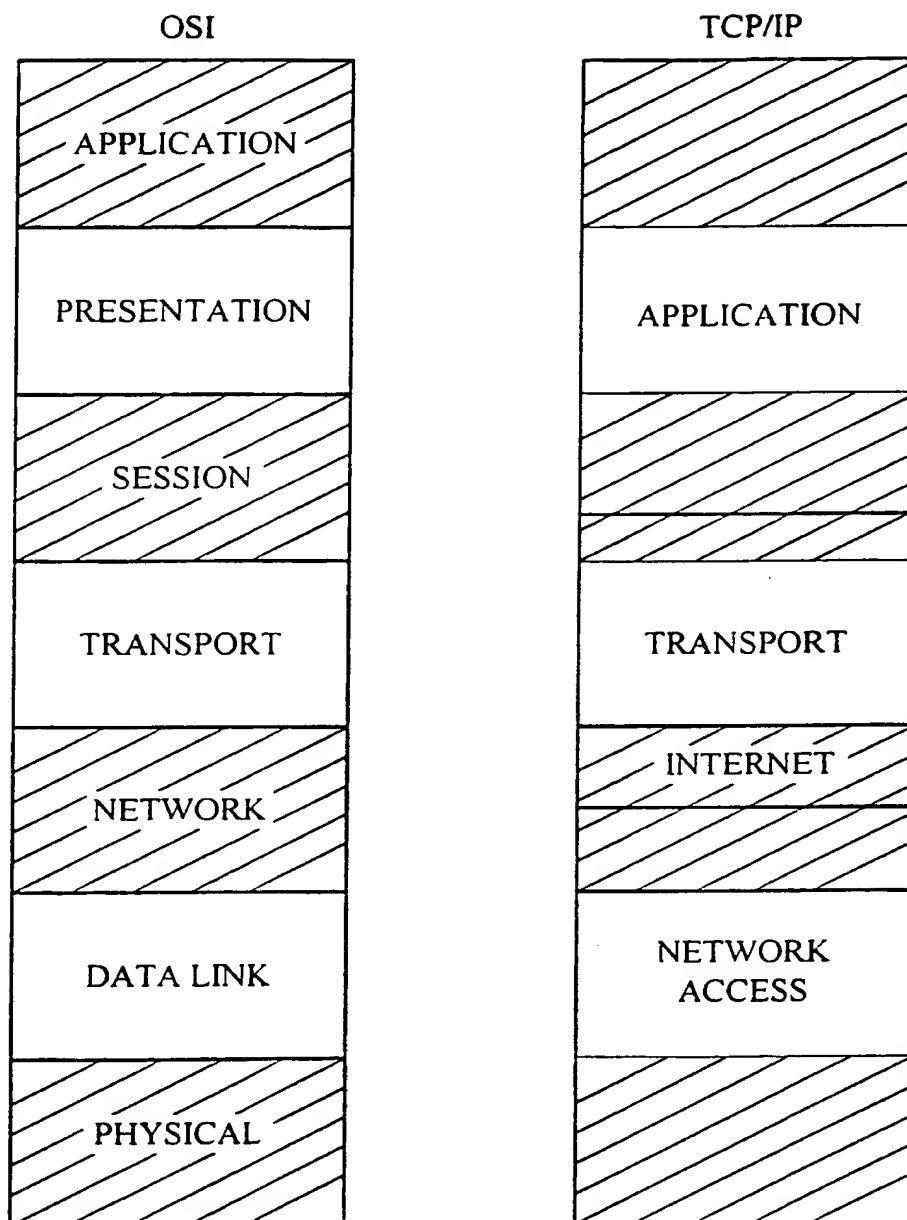 OSI
APPLICATION
PRESENTATION
SESSION
TRANSPORT
NETWORK
DATA LINK
PHYSICAL
TCP/IP
APPLICATION
TRANSPORT
INTERNET
NETWORK
ACCESS